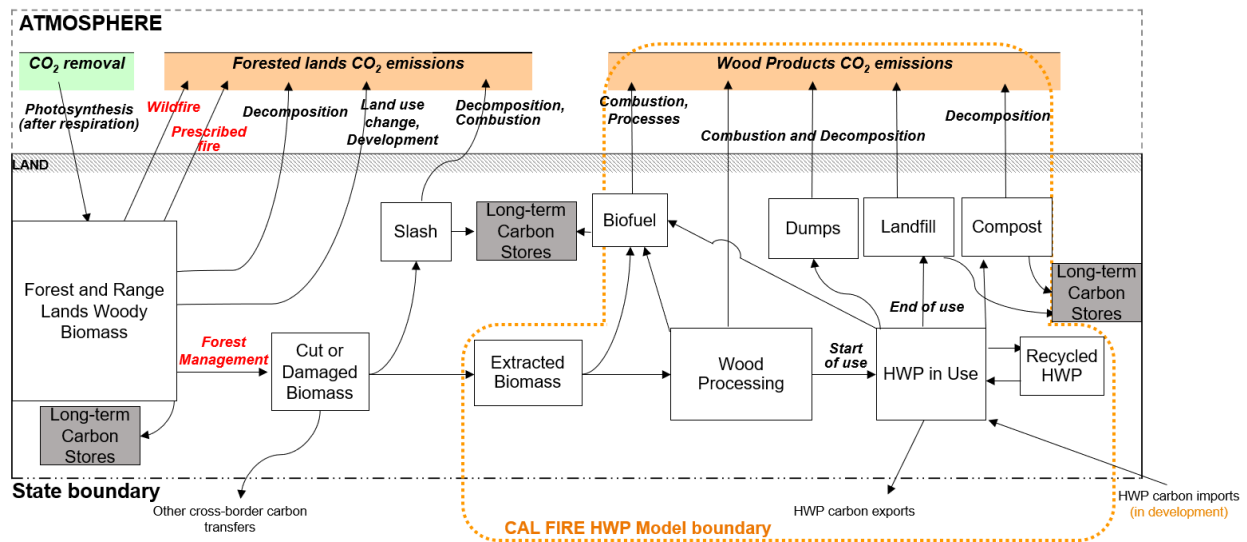 ATMOSPHERE
CO₂ removal
Forested lands CO₂ emissions
Wood Products CO₂ emissions
Photosynthesis
(after respiration)
Wildfire
Prescribed
fire
Decomposition
Land use
change,
Development
Decomposition,
Combustion
Combustion,
Processes
Combustion and Decomposition
Decomposition
LAND
Forest and Range
Lands Woody
Biomass
Slash
Long-term
Carbon
Stores
Biofuel
Dumps
Landfill
Compost
Long-term
Carbon
Stores
End of use
Forest
Management
Cut or
Damaged
Biomass
Extracted
Biomass
Wood
Processing
Start
of use
HWP in Use
Recycled
HWP
Long-term
Carbon
Stores
State boundary
Other cross-border carbon
transfers
CAL FIRE HWP Model boundary
HWP carbon exports
HWP carbon imports
(in development)